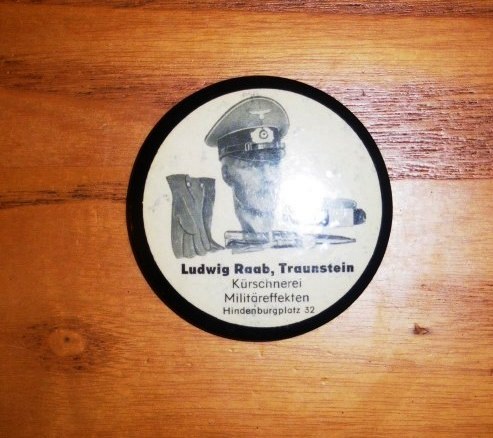 Ludwig Raab, Traunstein
Kürschnerei
Militäreffekten
Hindenburgplatz 32